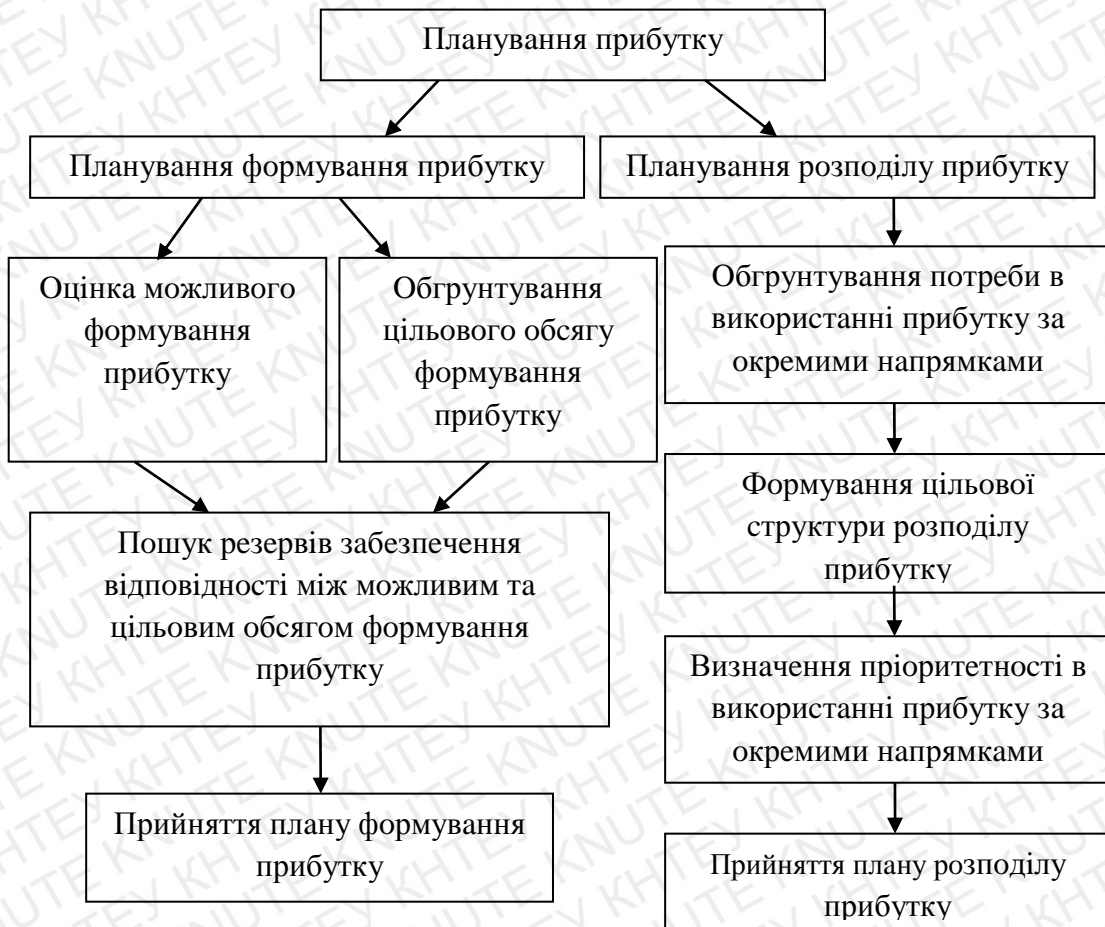 Планування прибутку
Планування формування прибутку
Планування розподілу прибутку
Оцінка можливого
формування
прибутку
Обгрунтування
цільового обсягу
формування
прибутку
Обгрунтування потреби в
використанні прибутку за
окремими напрямками
Формування цільової
структури розподілу
прибутку
Пошук резервів забезпечення
відповідності між можливим та
цільовим обсягом формування
прибутку
Визначення пріоритетності в
використанні прибутку за
окремими напрямками
Прийняття плану формування
прибутку
Прийняття плану розподілу
прибутку